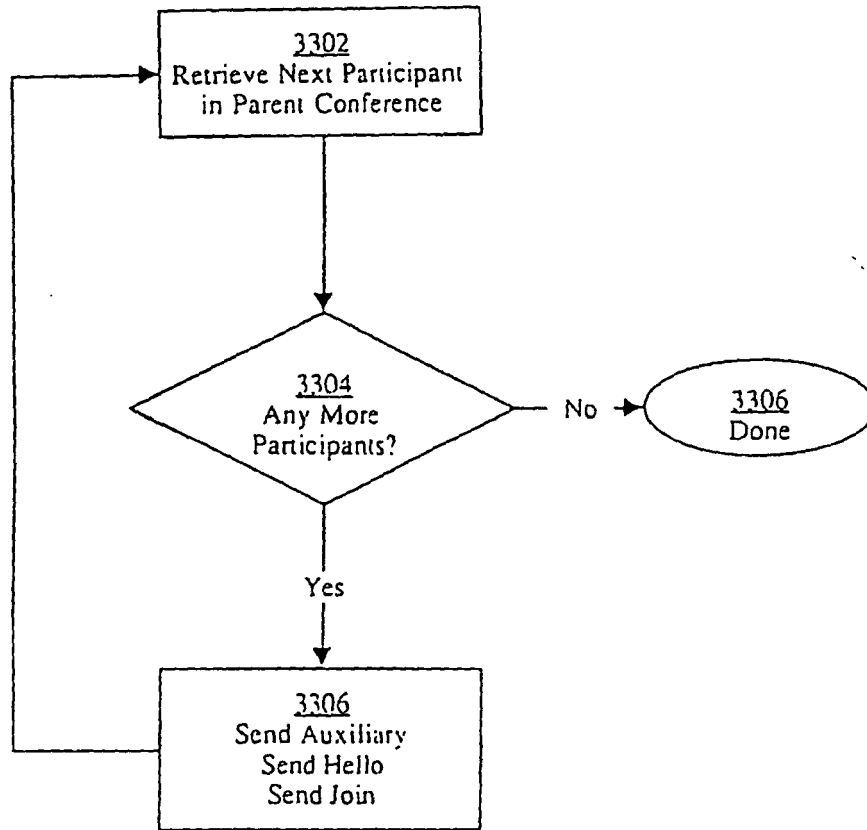 3302
Retrieve Next Participant
in Parent Conference
3304
Any More
Participants?
No
3306
Done
Yes
3306
Send Auxiliary
Send Hello
Send Join